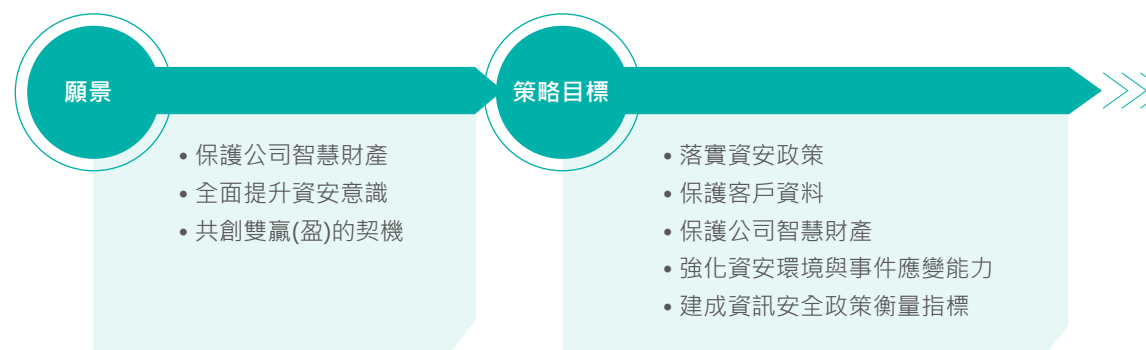 願景
• 保護公司智慧財產
• 全面提升資安意識
• 共創雙贏(盈)的契機
策略目標
• 落實資安政策
• 保護客戶資料
• 保護公司智慧財產
• 強化資安環境與事件應變能力
• 建成資訊安全政策衡量指標